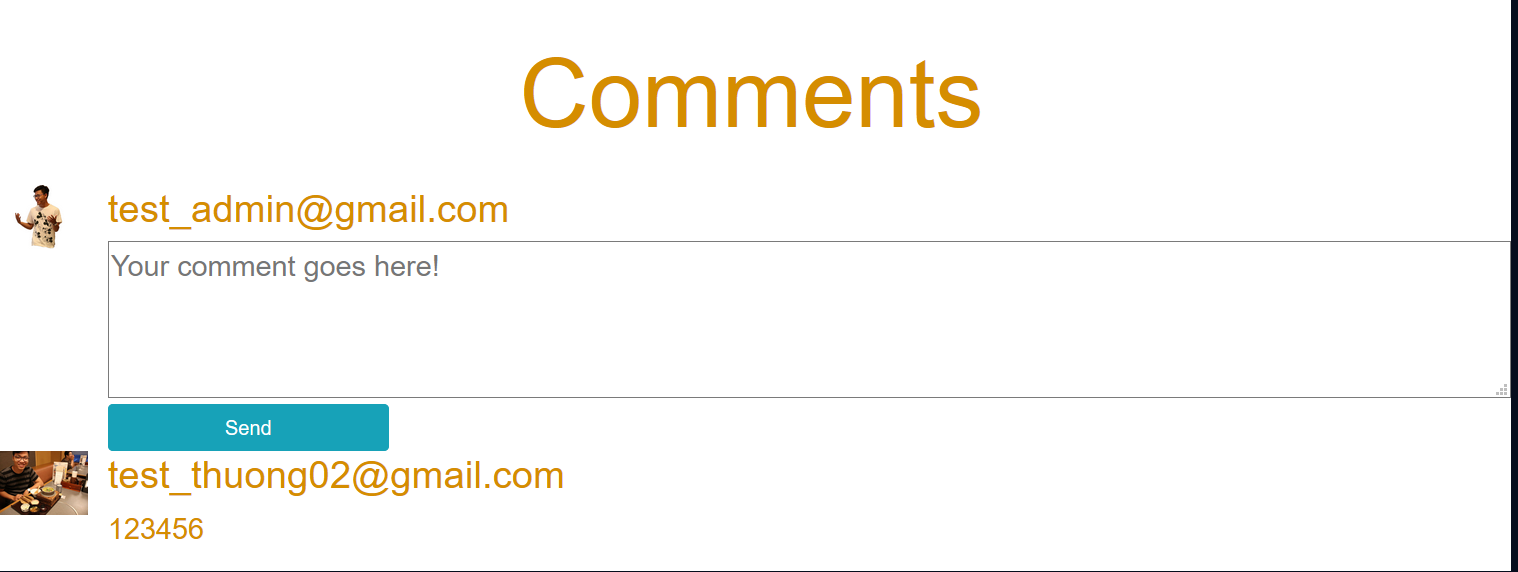 Comments
test_admin@gmail.com
Your comment goes here!
Send
test_thuong02@gmail.com
123456